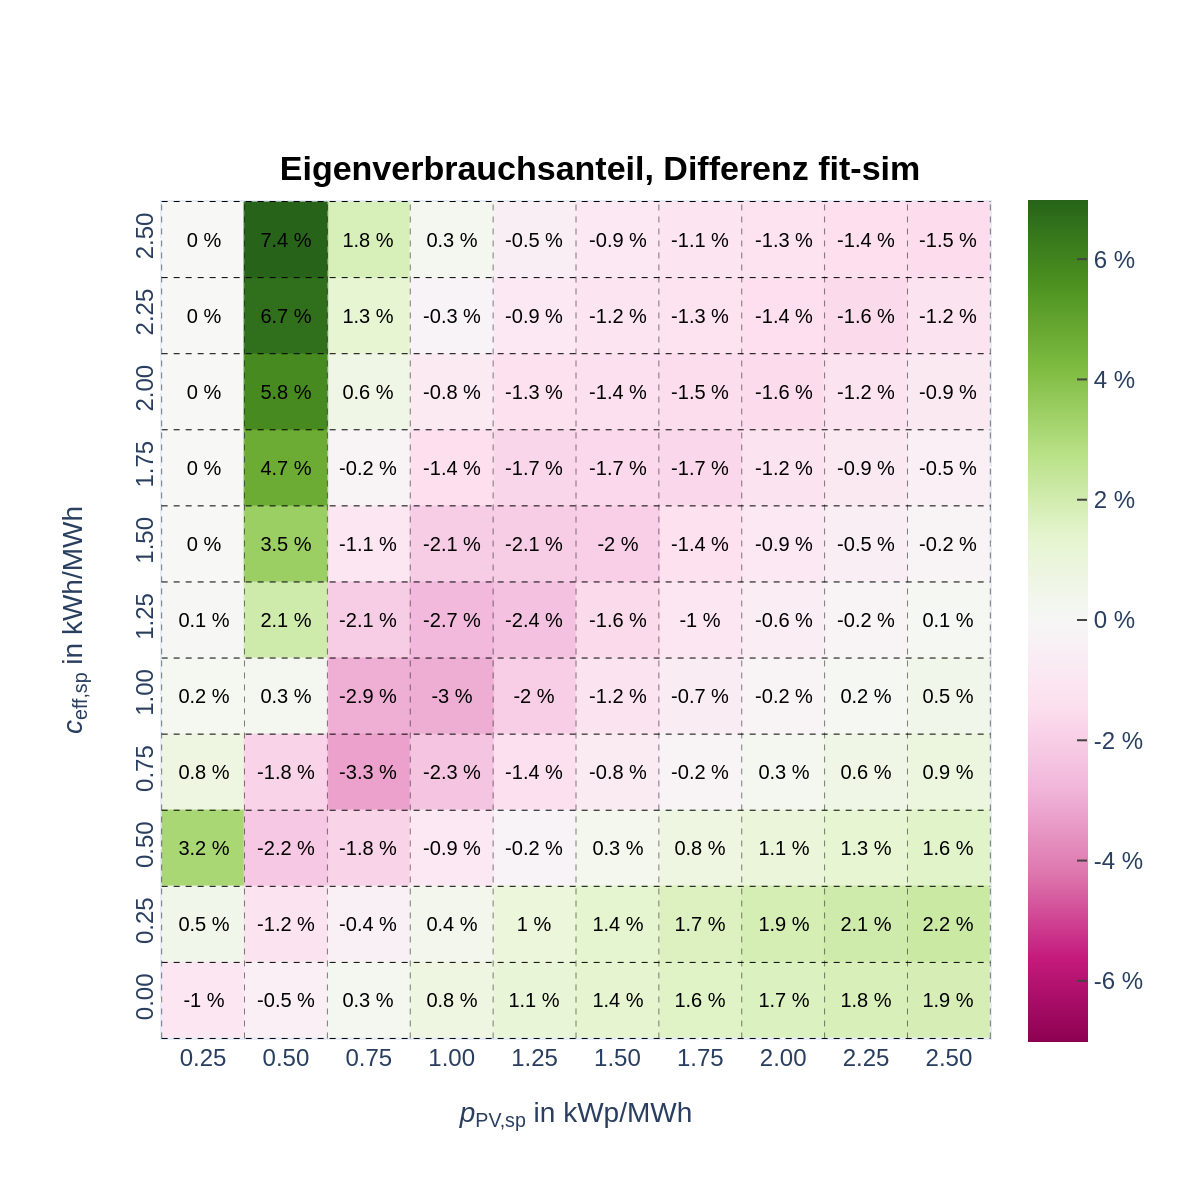 Eigenverbrauchsanteil, Differenz fit-sim
2.50 0 % 7.4 % 1.8 % 0.3 % -0.5 % -0.9 % -1.1 % -1.3 % -1.4 % -1.5 %
6 %
2.25 0 % 6.7 % 1.3 % -0.3 % -0.9 % -1.2 % -1.3 % -1.4 % -1.6 % -1.2 %
4 %
2.00 0 % 5.8 % 0.6 % -0.8 % -1.3 % -1.4 % -1.5 % -1.6 % -1.2 % -0.9 %
1.75 0 % 4.7 % -0.2 % -1.4 % -1.7 % -1.7 % -1.7 % -1.2 % -0.9 % -0.5 %
2 %
1.50 0 % 3.5 % -1.1 % -2.1 % -2.1 % -2 % -1.4 % -0.9 % -0.5 % -0.2 %
1.25 0.1 % 2.1 % -2.1 % -2.7 % -2.4 % -1.6 % -1 % -0.6 % -0.2 % 0.1 %
0 %
c_eff,sp in kWh/MWh
1.00 0.2 % 0.3 % -2.9 % -3 % -2 % -1.2 % -0.7 % -0.2 % 0.2 % 0.5 %
-2 %
0.75 0.8 % -1.8 % -3.3 % -2.3 % -1.4 % -0.8 % -0.2 % 0.3 % 0.6 % 0.9 %
0.50 3.2 % -2.2 % -1.8 % -0.9 % -0.2 % 0.3 % 0.8 % 1.1 % 1.3 % 1.6 %
-4 %
0.25 0.5 % -1.2 % -0.4 % 0.4 % 1 % 1.4 % 1.7 % 1.9 % 2.1 % 2.2 %
-6 %
0.00 -1 % -0.5 % 0.3 % 0.8 % 1.1 % 1.4 % 1.6 % 1.7 % 1.8 % 1.9 %
0.25 0.50 0.75 1.00 1.25 1.50 1.75 2.00 2.25 2.50
p_PV,sp in kWp/MWh